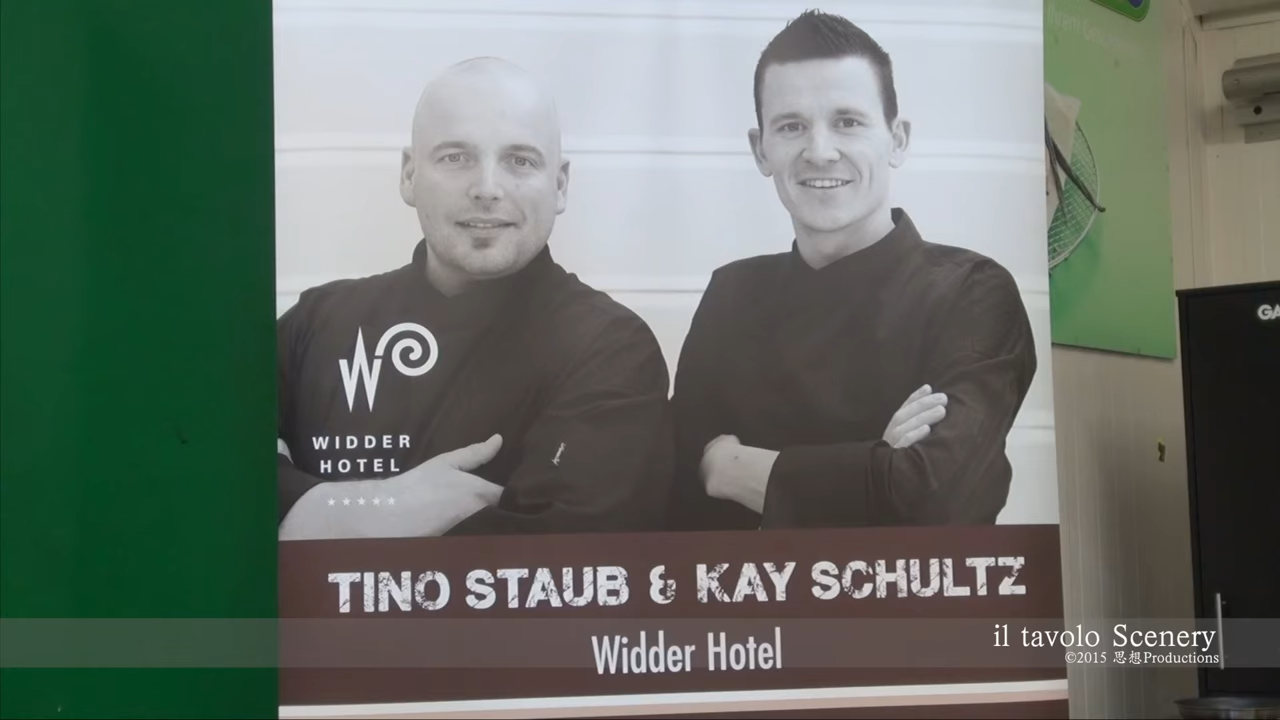 WIDDER
HOTEL
TINO STAUB & KAY SCHULTZ
Widder Hotel
il tavolo Scenery
©2015 思想Productions
GA